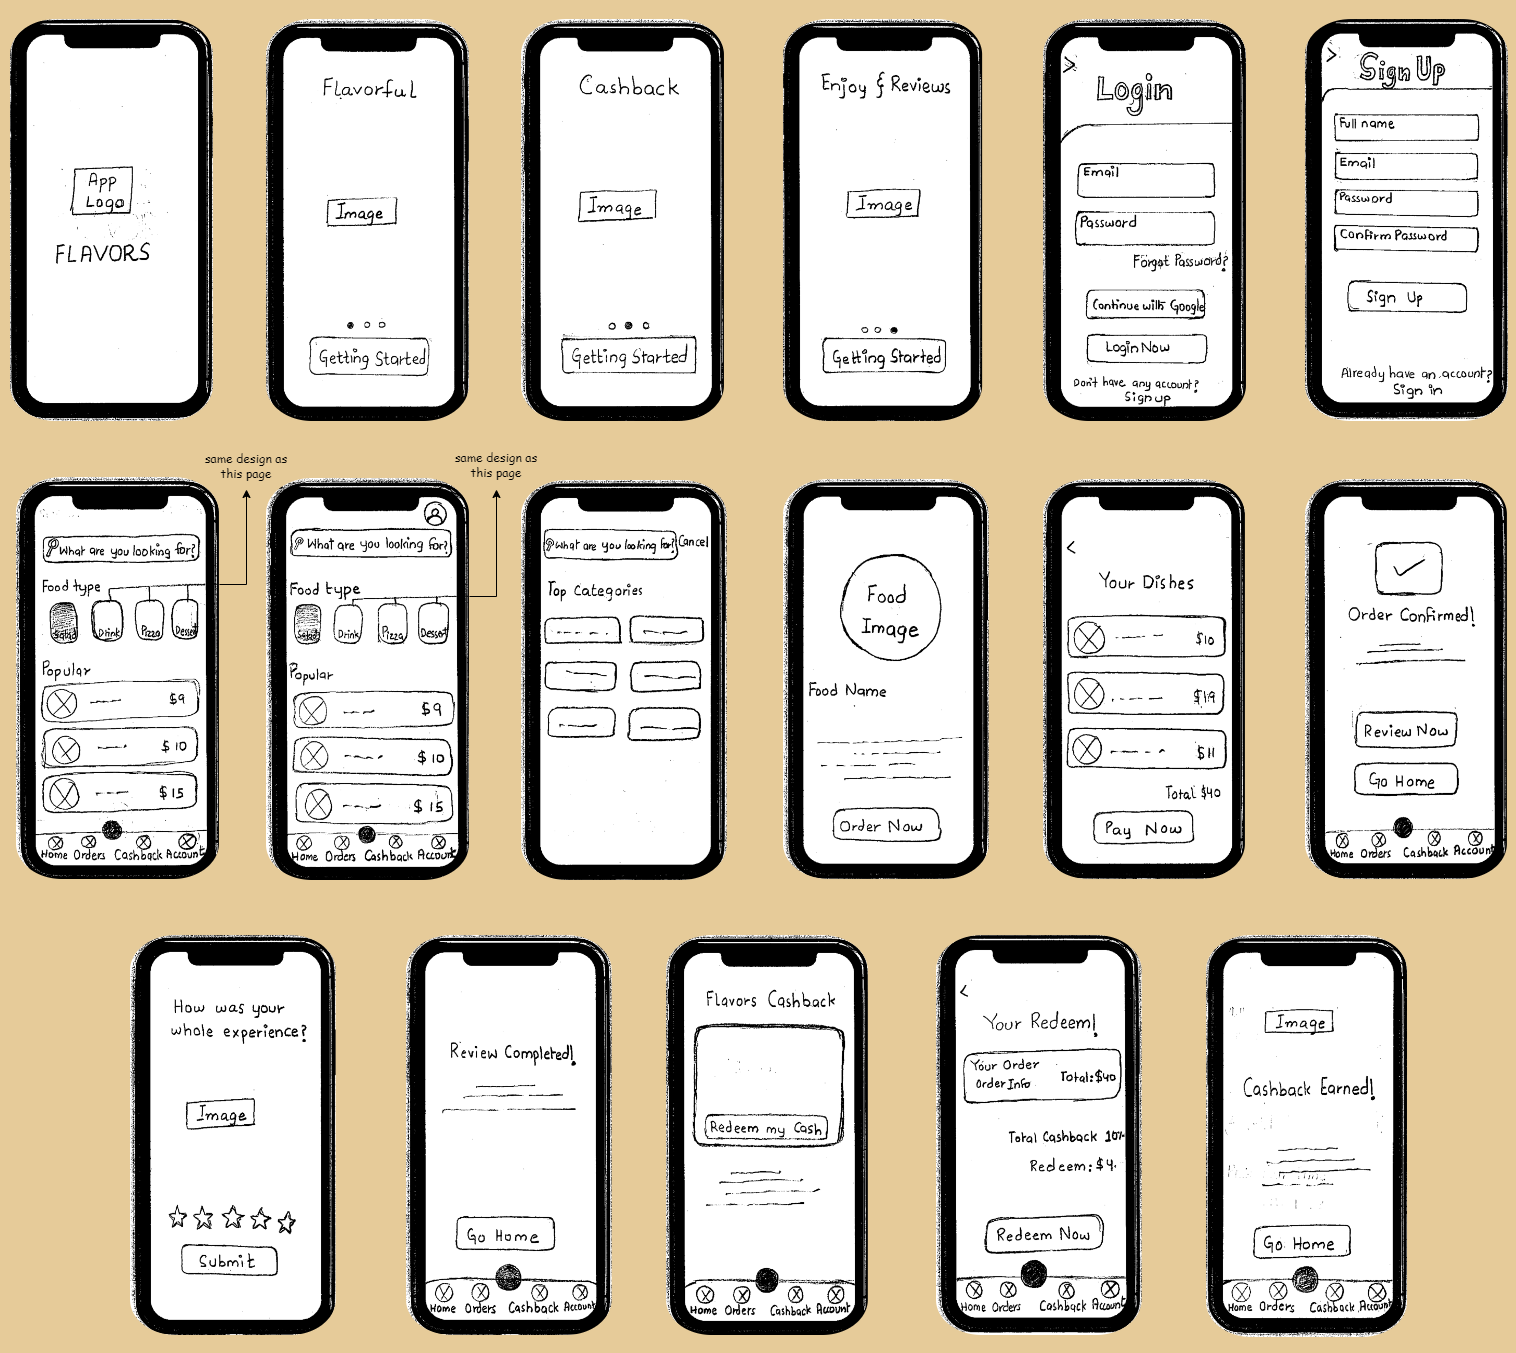 App
Logo
FLAVORS
Flavorful
Image
Getting Started
Cashback
Image
Getting Started
Enjoy & Reviews
Image
Getting Started
>
Login
Email
Password
Forgot Password?
Continue with Google
Login Now
Don't have any account?
Sign up
>
Sign Up
Full name
Email
Password
Confirm Password
Sign Up
Already have an account?
Sign in
same design as
this page
What are you looking for?
Food type
Salad Drink Pizza Dessert
Popular
$9
$10
$15
Home Orders Cashback Account
same design as
this page
What are you looking for?
Food type
Salad Drink Pizza Dessert
Popular
$9
$10
$15
Home Orders Cashback Account
What are you looking for? Cancel
Top Categories
Food
Image
Food Name
Order Now
<
Your Dishes
$10
$19
$11
Total $40
Pay Now
Order Confirmed!
Review Now
Go Home
Home Orders Cashback Account
How was your
whole experience?
Image
Submit
Review Completed!
Go Home
Home Orders Cashback Account
Flavors Cashback
Redeem my Cash
Home Orders Cashback Account
<
Your Redeem!
Your Order
Order Info Total:$40
Total Cashback 10%
Redeem: $4
Redeem Now
Home Orders Cashback Account
Image
Cashback Earned!
Go Home
Home Orders Cashback Account